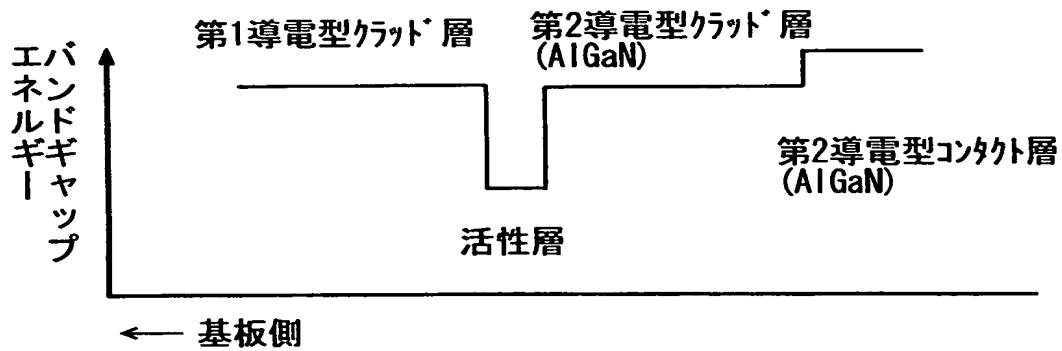 バンドギャップ
エネルギー
第1導電型ｸﾗｯﾄﾞ層
第2導電型ｸﾗｯﾄﾞ層
(AlGaN)
第2導電型ｺﾝﾀｸﾄ層
(AlGaN)
活性層
← 基板側